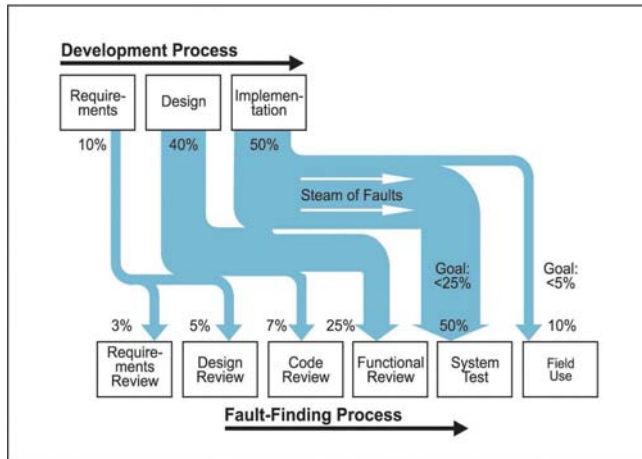 Development Process
Require-
ments
Design
Implemen-
tation
10%
40%
50%
Steam of Faults
Goal:
<25%
Goal:
<5%
3%
5%
7%
25%
50%
10%
Require-
ments
Review
Design
Review
Code
Review
Functional
Review
System
Test
Field
Use
Fault-Finding Process